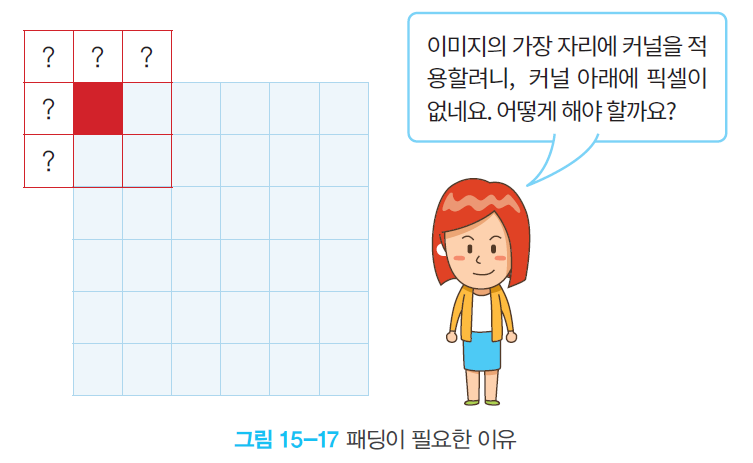 ? ? ?
?
?
이미지의 가장 자리에 커널을 적
용할려니, 커널 아래에 픽셀이
없네요. 어떻게 해야 할까요?
그림 15-17 패딩이 필요한 이유